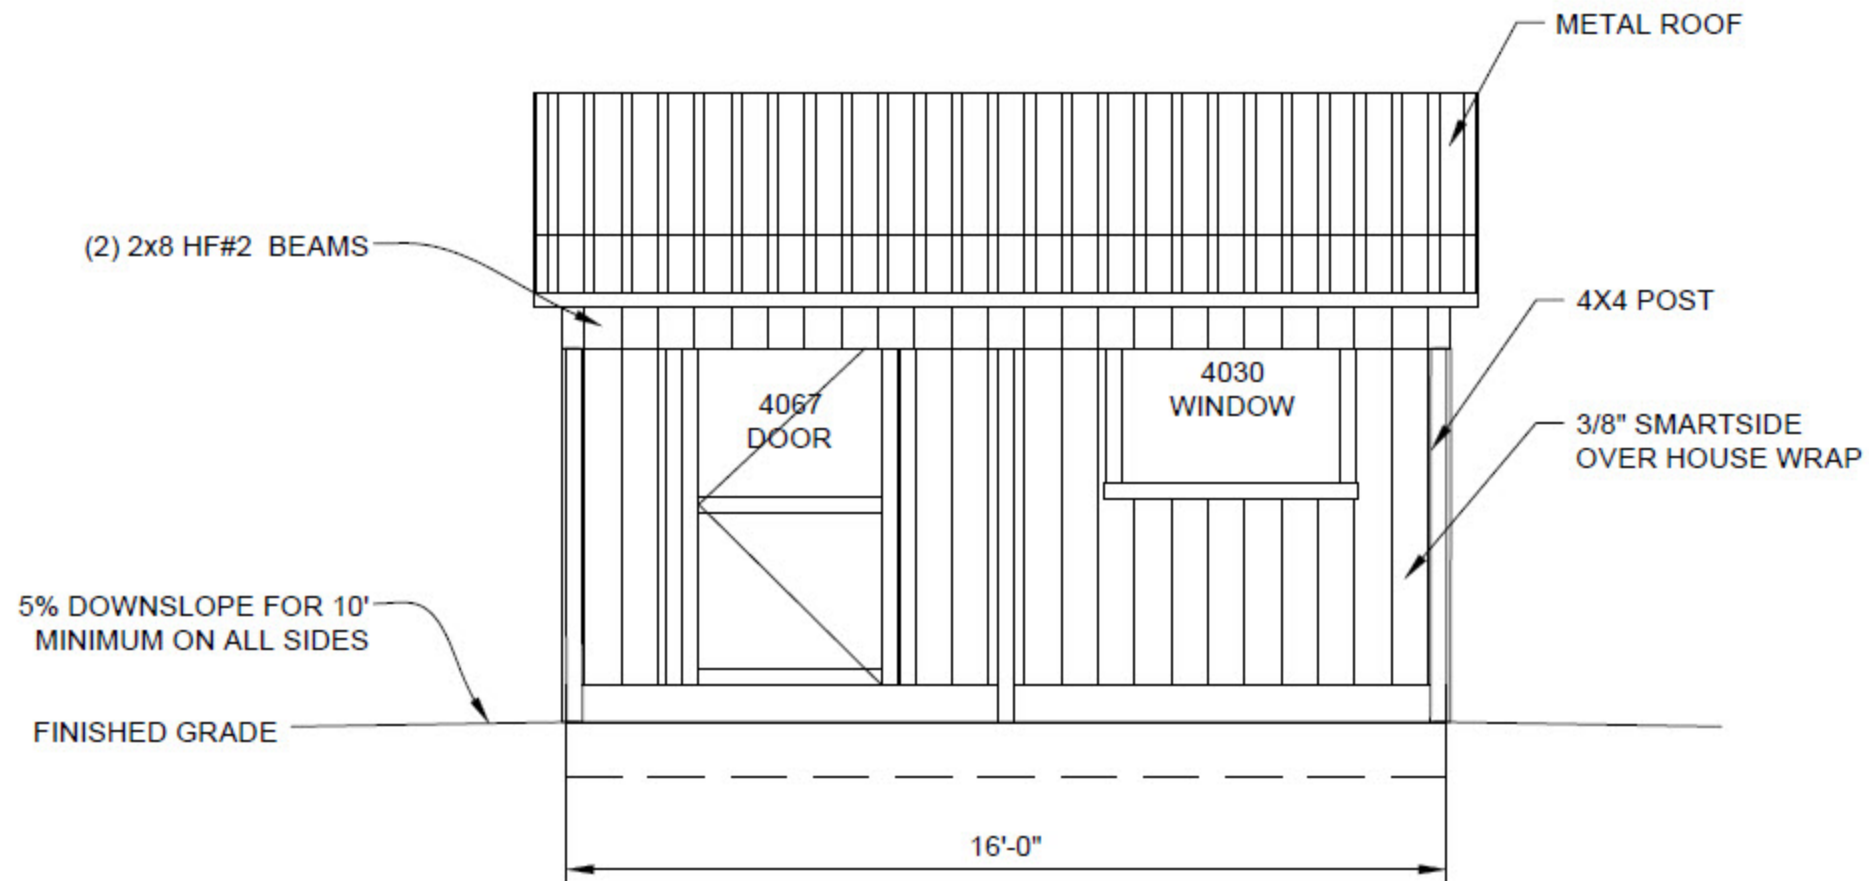 METAL ROOF
(2) 2x8 HF#2 BEAMS
4X4 POST
4030
WINDOW
4067
DOOR
3/8" SMARTSIDE
OVER HOUSE WRAP
5% DOWNSLOPE FOR 10'
MINIMUM ON ALL SIDES
FINISHED GRADE
16'-0"